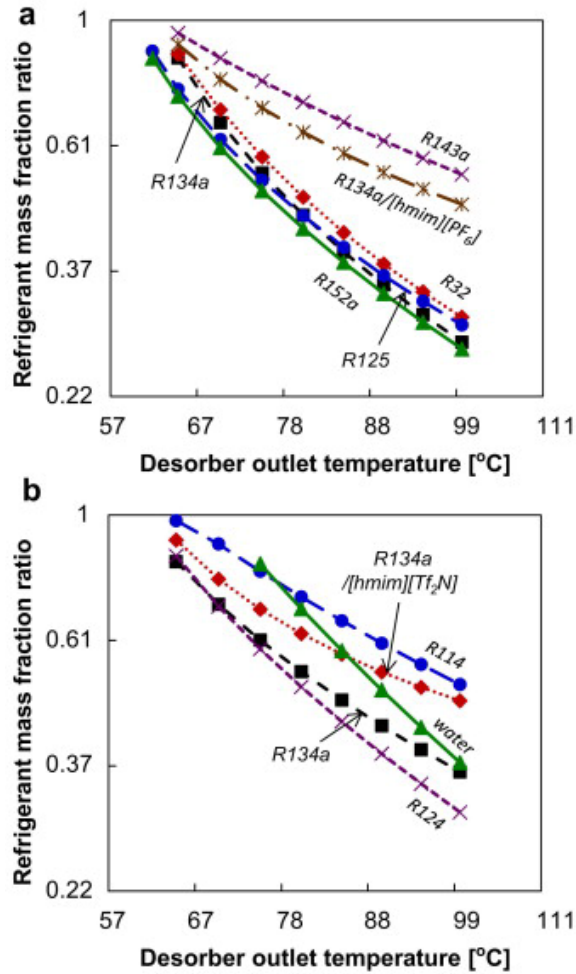 a
Refrigerant mass fraction ratio
1
0.61
0.37
0.22
R134a
R143a
R134a/[hmim][PF₆]
R152a
R32
R125
57 67 78 88 99 111
Desorber outlet temperature [°C]
b
Refrigerant mass fraction ratio
1
0.61
0.37
0.22
R134a
/[hmim][Tf₂N]
R114
water
R134a
R124
57 67 78 88 99 111
Desorber outlet temperature [°C]